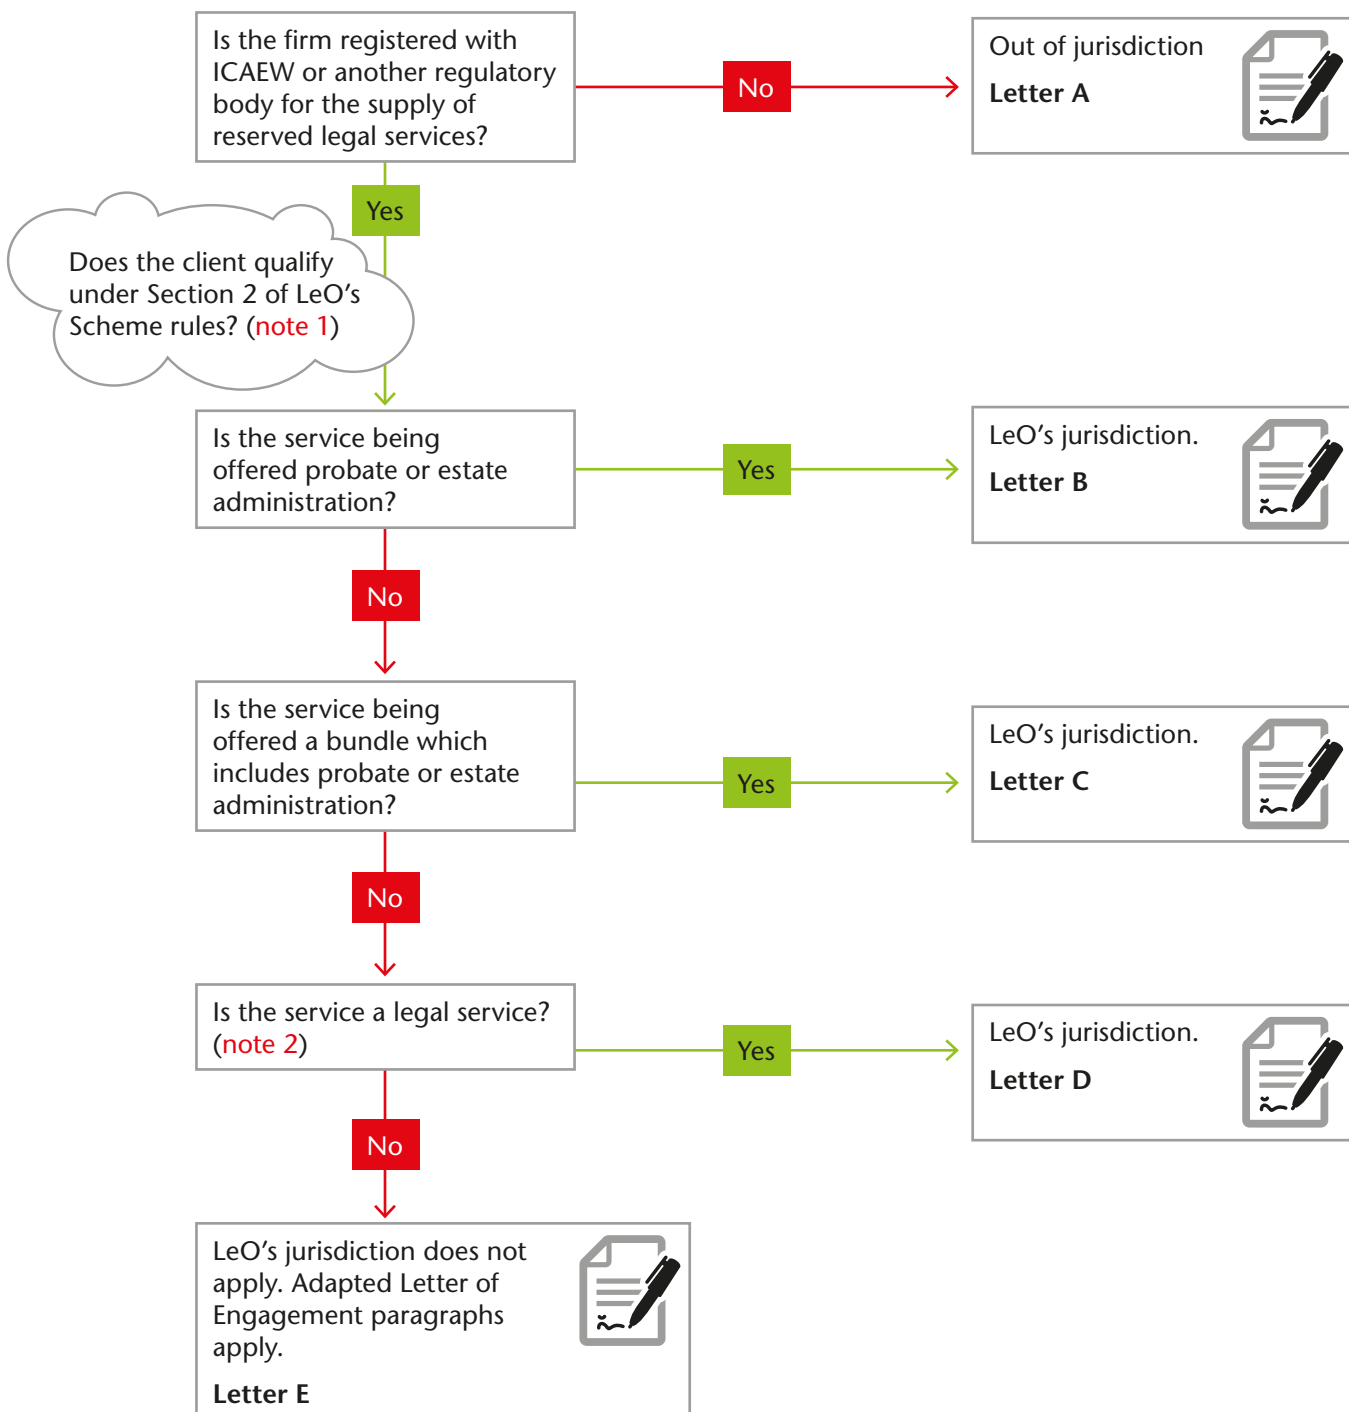 Is the firm registered with
ICAEW or another regulatory
body for the supply of
reserved legal services?
No
Out of jurisdiction
Letter A
Yes
Does the client qualify
under Section 2 of LeO's
Scheme rules? (note 1)
Is the service being
offered probate or estate
administration?
Yes
LeO's jurisdiction.
Letter B
No
Is the service being
offered a bundle which
includes probate or estate
administration?
Yes
LeO's jurisdiction.
Letter C
No
Is the service a legal service?
(note 2)
Yes
LeO's jurisdiction.
Letter D
No
LeO's jurisdiction does not
apply. Adapted Letter of
Engagement paragraphs
apply.
Letter E